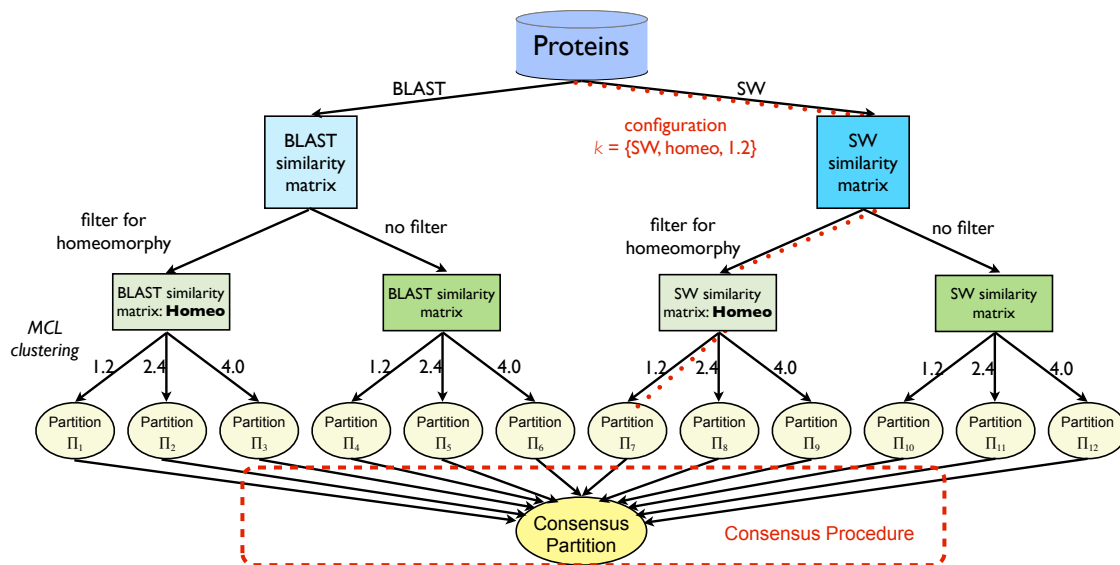 Proteins
BLAST
SW
configuration
k = {SW, homeo, 1.2}
BLAST
similarity
matrix
SW
similarity
matrix
filter for
homeomorphy
no filter
filter for
homeomorphy
no filter
BLAST similarity
matrix: Homeo
BLAST similarity
matrix
SW similarity
matrix: Homeo
SW similarity
matrix
MCL
clustering
1.2
2.4
4.0
1.2
2.4
4.0
1.2
2.4
4.0
1.2
2.4
4.0
Partition
Π1
Partition
Π2
Partition
Π3
Partition
Π4
Partition
Π5
Partition
Π6
Partition
Π7
Partition
Π8
Partition
Π9
Partition
Π10
Partition
Π11
Partition
Π12
Consensus
Partition
Consensus Procedure